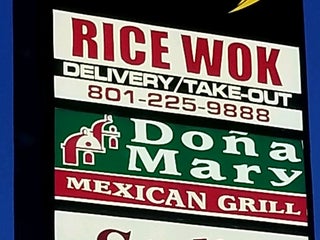 RICE WOK
DELIVERY/TAKE-OUT
801-225-9888
Doña
Mary
MEXICAN GRILL